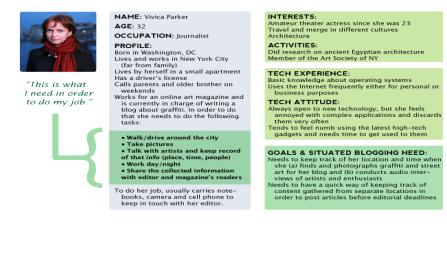 "This is what
I need in order
to do my job."
NAME: Vivica Parker
AGE: 32
OCCUPATION: Journalist
PROFILE:
Born in Washington, DC
Lives and works in New York City
(far from family)
Lives by herself in a small apartment
Has a driver's license
Calls parents and older brother on
weekends
Works for an online art magazine and
is currently in charge of writing a
blog about graffiti. In order to do
that she needs to do the following
tasks:
• Walk/drive around the city
• Take pictures
• Talk with artists and keep record
of that info (place, time, people)
• Work day/night
• Share the collected information
with editor and magazine's readers
To do her job, usually carries note-
books, camera and cell phone to
keep in touch with her editor.
INTERESTS:
Amateur theater actress since she was 23
Travel and merge in different cultures
Architecture
ACTIVITIES:
Did research on ancient Egyptian architecture
Member of the Art Society of NY
TECH EXPERIENCE:
Basic knowledge about operating systems
Uses the Internet frequently either for personal or
business purposes
TECH ATTITUDE:
Always open to new technology, but she feels
annoyed with complex applications and discards
them very often
Tends to feel numb using the latest high-tech
gadgets and needs time to get used to them
GOALS & SITUATED BLOGGING NEED:
Needs to keep track of her location and time when
she (a) finds and photographs graffiti and street
art for her blog and (b) conducts audio inter-
views of artists and enthusiasts
Needs to have a quick way of keeping track of
content gathered from separate locations in
order to post articles before editorial deadlines